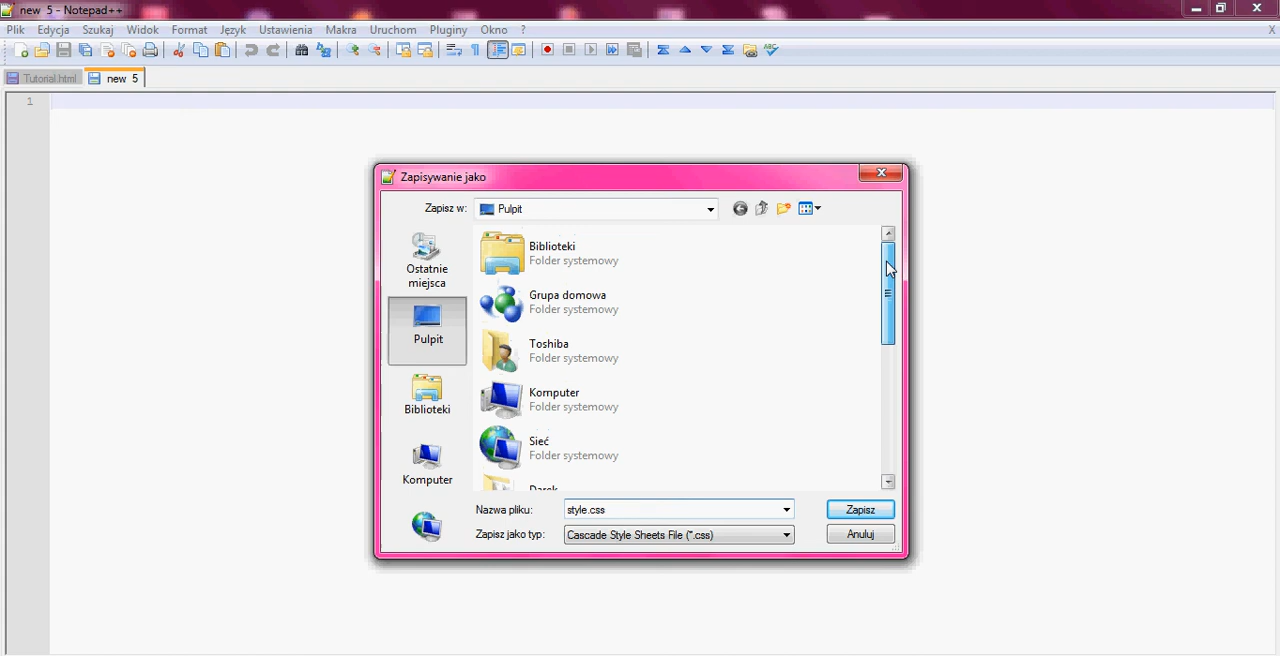 new 5 - Notepad++
Plik Edycja Szukaj Widok Format Język Ustawienia Makra Uruchom Pluginy Okno ? X
Tutorial.html new 5
1
Zapisywanie jako
Zapisz w: Pulpit
Ostatnie
miejsca
Pulpit
Biblioteki
Komputer
Biblioteki
Folder systemowy
Grupa domowa
Folder systemowy
Toshiba
Folder systemowy
Komputer
Folder systemowy
Sieć
Folder systemowy
Darek
Nazwa pliku: style.css Zapisz
Zapisz jako typ: Cascade Style Sheets File (*.css) Anuluj